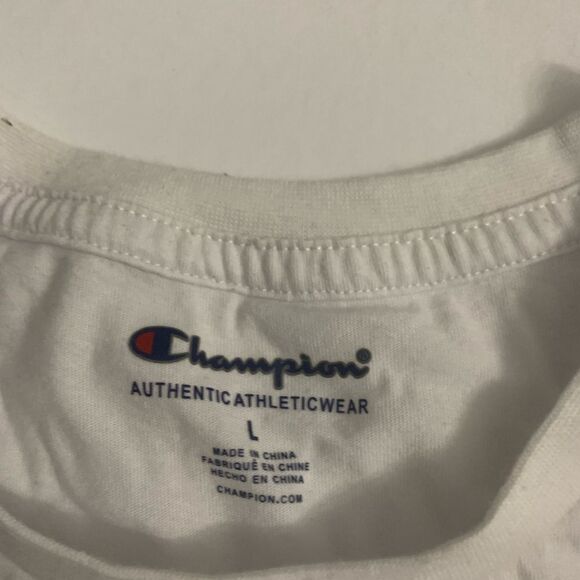 Champion®
AUTHENTIC ATHLETICWEAR
L
MADE IN CHINA
FABRIQUÉ EN CHINE
HECHO EN CHINA
CHAMPION.COM